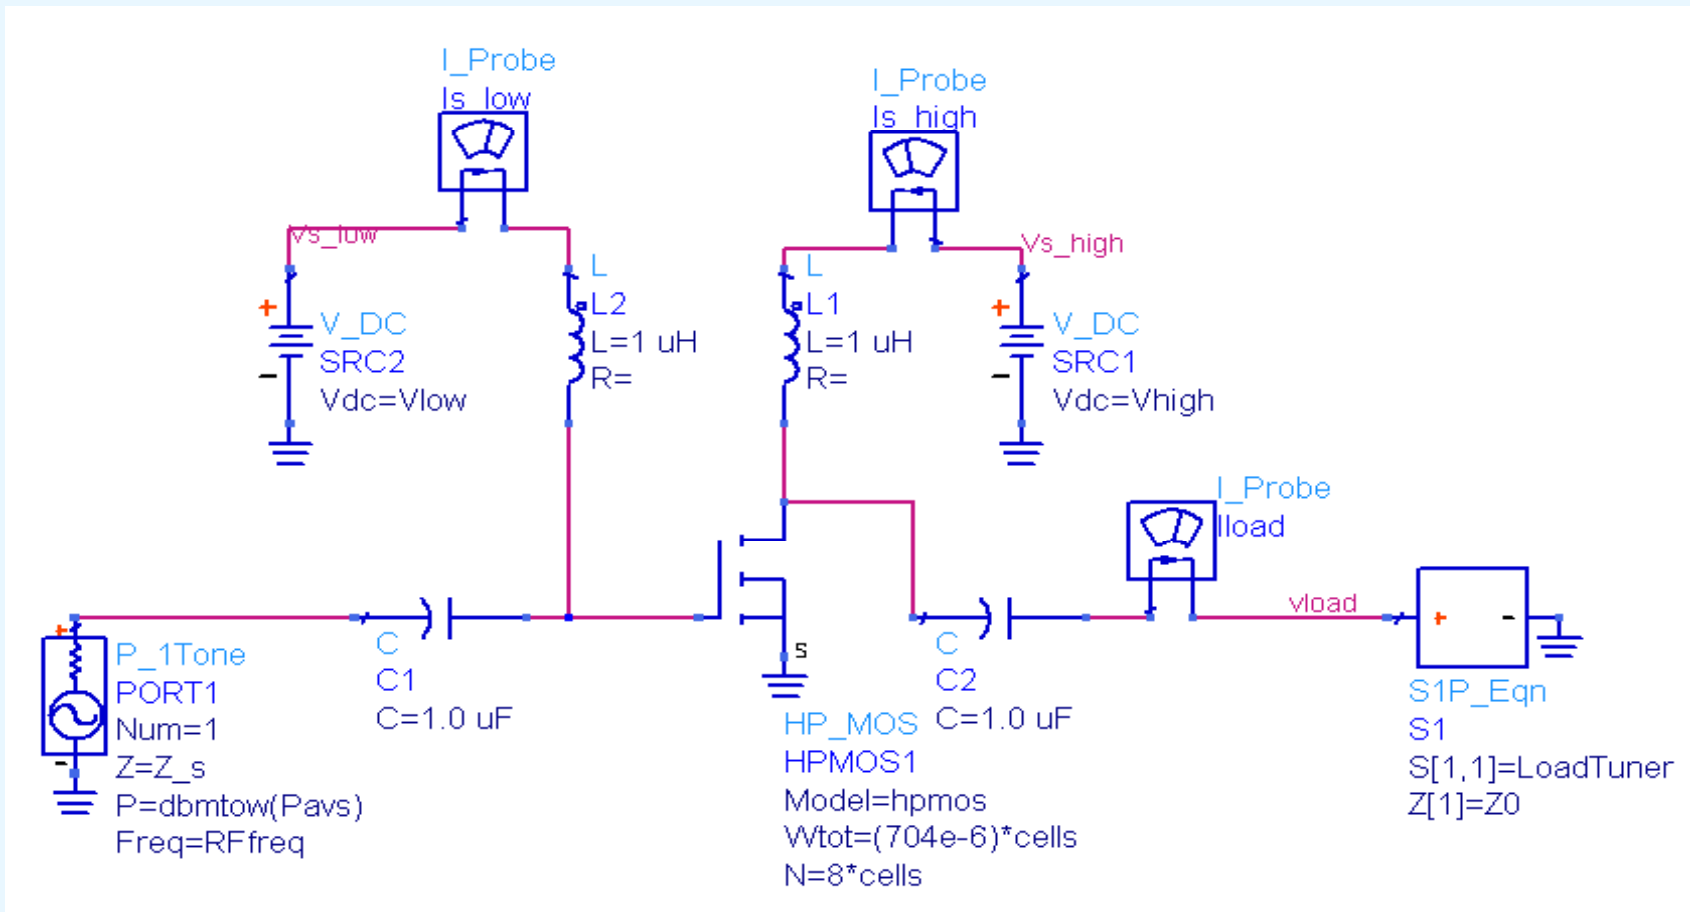 I_Probe
Is_low
I_Probe
Is_high
Vs_low
Vs_high
+
V_DC
SRC2
Vdc=Vlow
-
L
L2
L=1 uH
R=
L
L1
L=1 uH
R=
+
V_DC
SRC1
Vdc=Vhigh
-
I_Probe
Iload
vload
+
-
S1P_Eqn
S1
S[1,1]=LoadTuner
Z[1]=Z0
+
P_1Tone
PORT1
Num=1
Z=Z_s
P=dbmtow(Pavs)
Freq=RFfreq
-
C
C1
C=1.0 uF
S
HP_MOS
HPMOS1
Model=hpmos
Wtot=(704e-6)*cells
N=8*cells
C
C2
C=1.0 uF